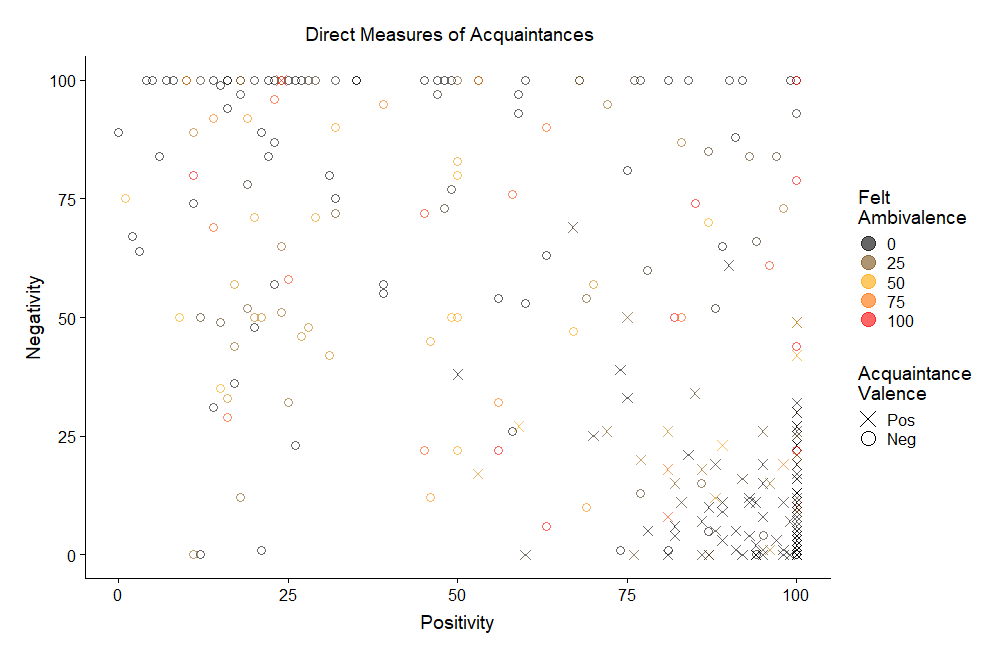 Direct Measures of Acquaintances
100
75
50
25
0
Negativity
0 25 50 75 100
Positivity
Felt
Ambivalence
0
25
50
75
100
Acquaintance
Valence
Pos
Neg